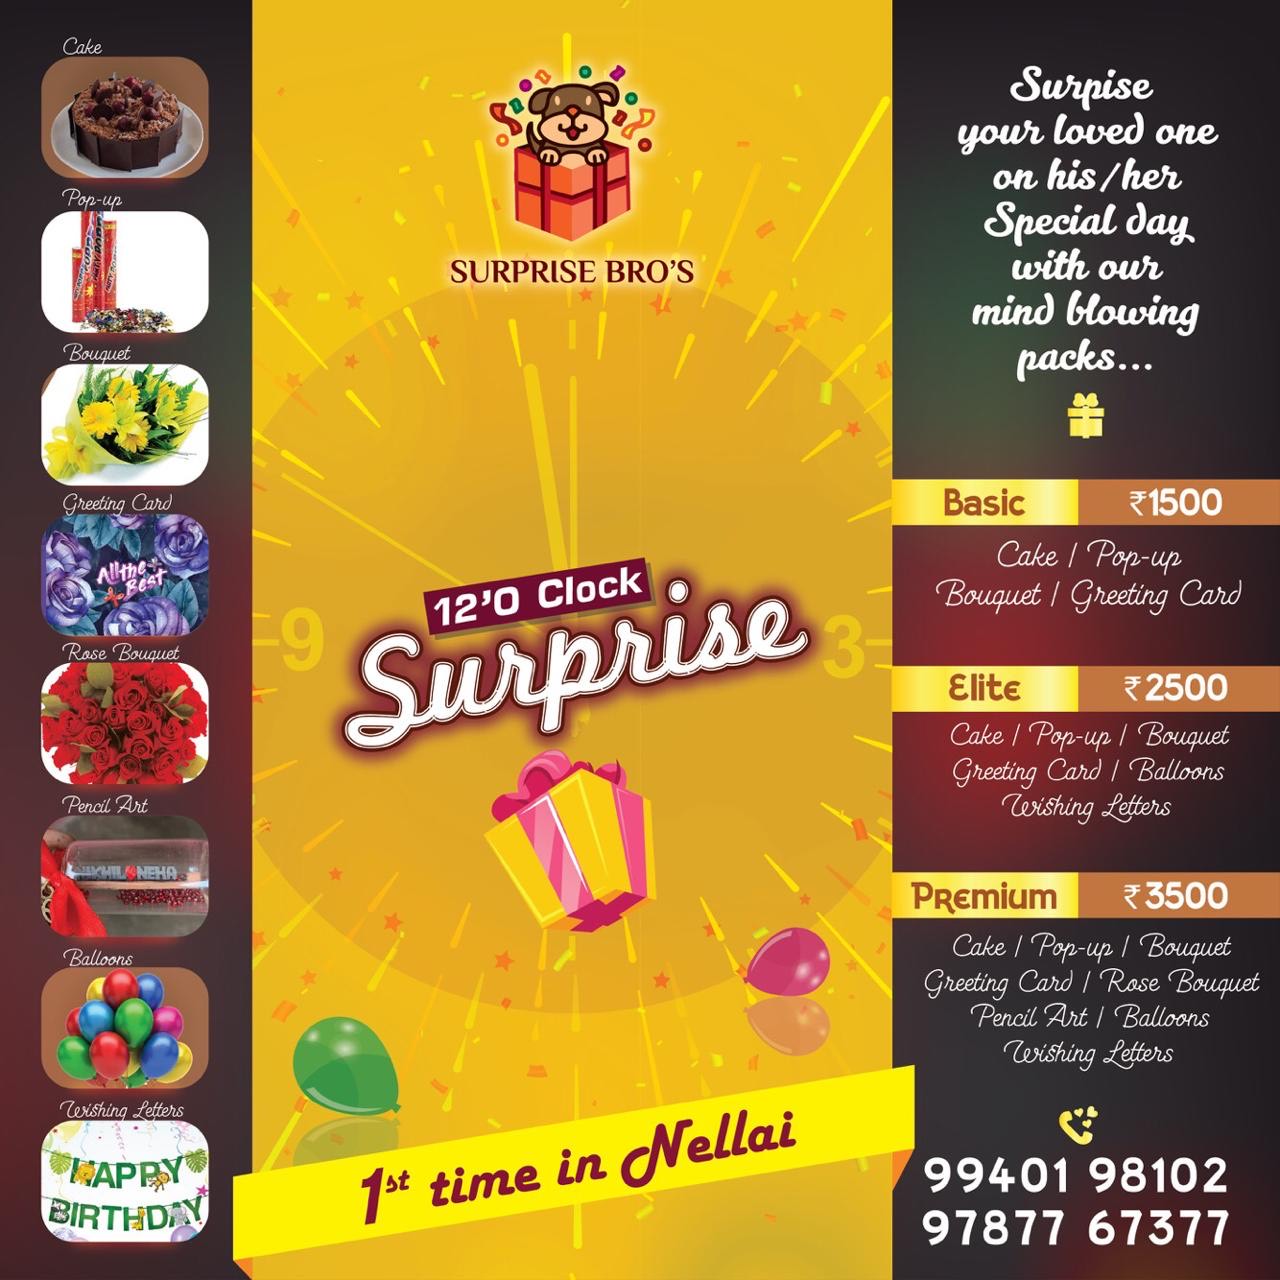 Cake
Pop-up
Bouquet
Greeting Card
All the
Best
Rose Bouquet
Pencil Art
NIKHIL NEHA
Balloons
Wishing Letters
HAPPY
BIRTHDAY
SURPRISE BRO'S
12'O Clock
Surprise
9
3
1st time in Nellai
Surpise
your loved one
on his/her
Special day
with our
mind blowing
packs...
Basic ₹1500
Cake / Pop-up
Bouquet / Greeting Card
Elite ₹2500
Cake / Pop-up / Bouquet
Greeting Card / Balloons
Wishing Letters
Premium ₹3500
Cake / Pop-up / Bouquet
Greeting Card / Rose Bouquet
Pencil Art / Balloons
Wishing Letters
99401 98102
97877 67377